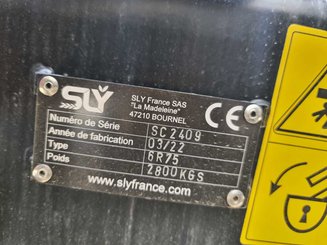 SLY
SLY France SAS
"La Madeleine"
47210 BOURNEL
CE
Numéro de Série SC2409
Année de fabrication 03/22
Type 6R75
Poids 2800KGS
www.slyfrance.com